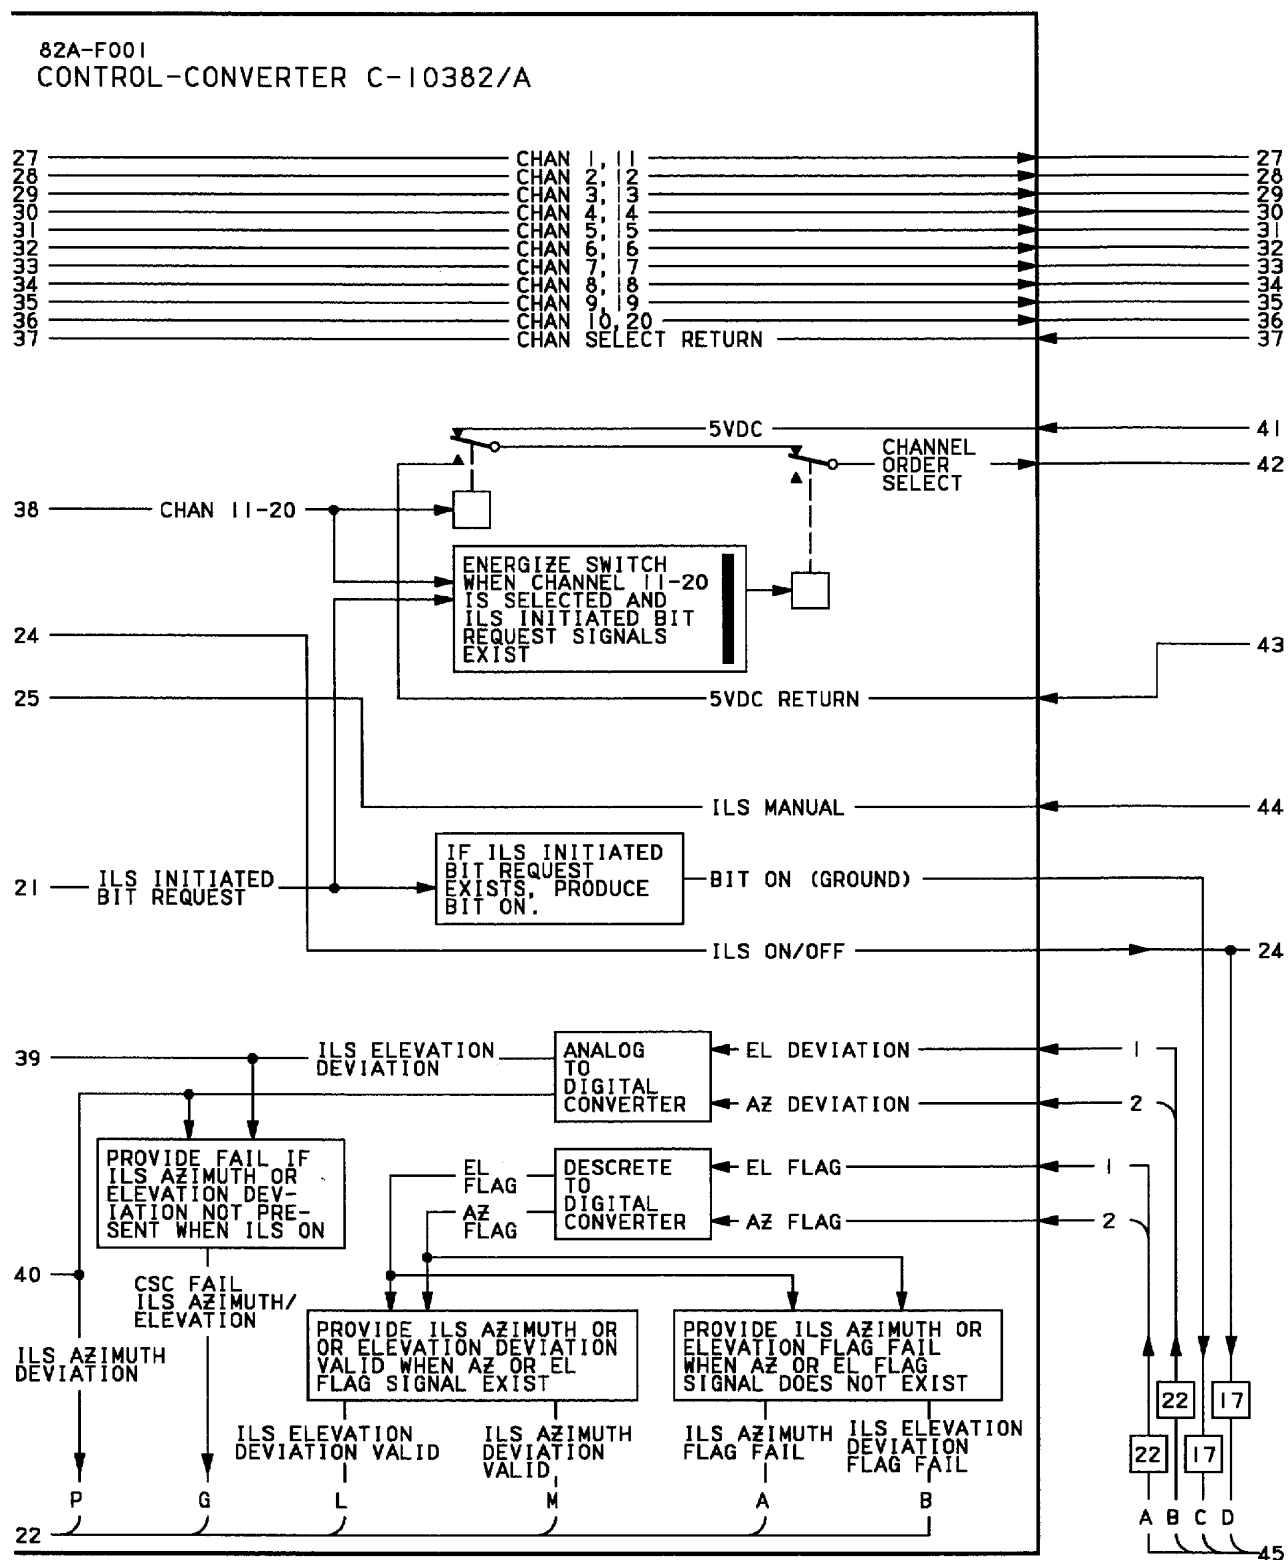 82A-F001
CONTROL-CONVERTER C-10382/A
27 CHAN 1, 11 27
28 CHAN 2, 12 28
29 CHAN 3, 13 29
30 CHAN 4, 14 30
31 CHAN 5, 15 31
32 CHAN 6, 16 32
33 CHAN 7, 17 33
34 CHAN 8, 18 34
35 CHAN 9, 19 35
36 CHAN 10, 20 36
37 CHAN SELECT RETURN 37
5VDC 41
CHANNEL
ORDER
SELECT
42
38 CHAN 11-20
ENERGIZE SWITCH
WHEN CHANNEL 11-20
IS SELECTED AND
ILS INITIATED BIT
REQUEST SIGNALS
EXIST
24
43
25 5VDC RETURN
ILS MANUAL 44
21 ILS INITIATED
BIT REQUEST
IF ILS INITIATED
BIT REQUEST
EXISTS, PRODUCE
BIT ON.
BIT ON (GROUND)
ILS ON/OFF 24
39 ILS ELEVATION
DEVIATION
ANALOG
TO
DIGITAL
CONVERTER
EL DEVIATION 1
AZ DEVIATION 2
PROVIDE FAIL IF
ILS AZIMUTH OR
ELEVATION DEV-
IATION NOT PRE-
SENT WHEN ILS ON
EL
FLAG
AZ
FLAG
DESCRETE
TO
DIGITAL
CONVERTER
EL FLAG 1
AZ FLAG 2
40
CSC FAIL
ILS AZIMUTH/
ELEVATION
ILS AZIMUTH
DEVIATION
PROVIDE ILS AZIMUTH OR
OR ELEVATION DEVIATION
VALID WHEN AZ OR EL
FLAG SIGNAL EXIST
PROVIDE ILS AZIMUTH OR
ELEVATION FLAG FAIL
WHEN AZ OR EL FLAG
SIGNAL DOES NOT EXIST
22 17
ILS ELEVATION
DEVIATION VALID
ILS AZIMUTH
DEVIATION
VALID
ILS AZIMUTH
FLAG FAIL
ILS ELEVATION
DEVIATION
FLAG FAIL
22 17
P G L M A B
A B C D
22
45